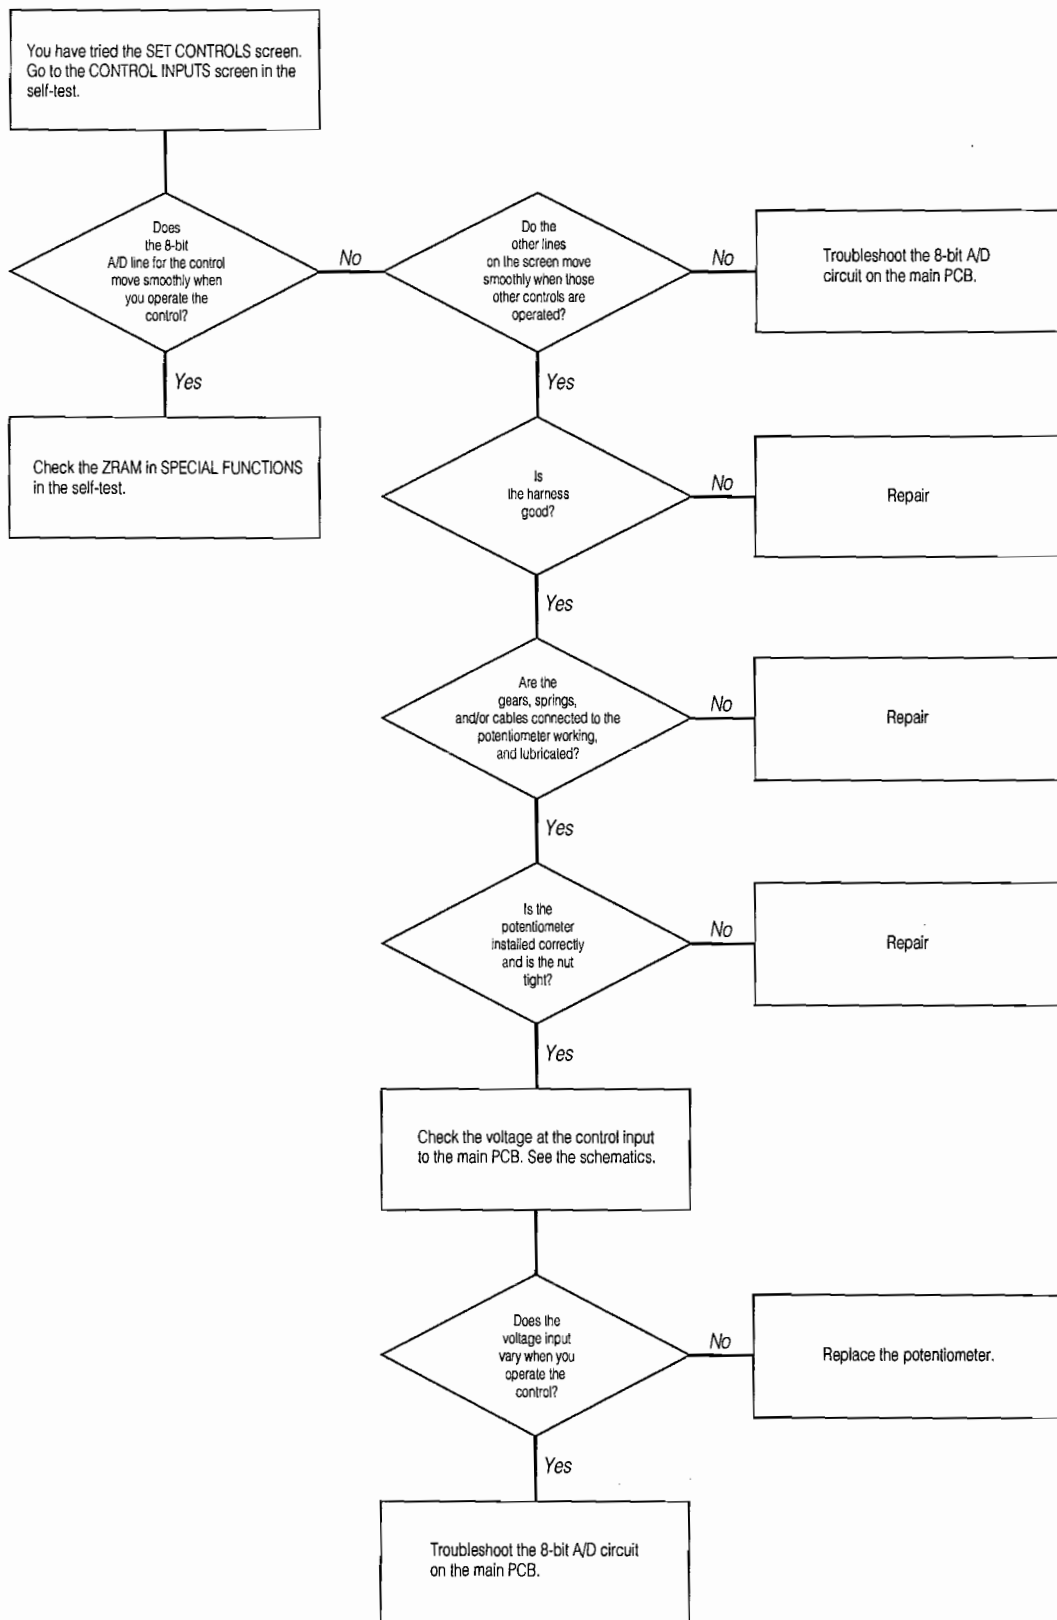 You have tried the SET CONTROLS screen.
Go to the CONTROL INPUTS screen in the
self-test.
Does
the 8-bit
A/D line for the control
move smoothly when
you operate the
control?
No
Do the
other lines
on the screen move
smoothly when those
other controls are
operated?
No
Troubleshoot the 8-bit A/D
circuit on the main PCB.
Yes
Yes
Check the ZRAM in SPECIAL FUNCTIONS
in the self-test.
Is
the harness
good?
No
Repair
Yes
Are the
gears, springs,
and/or cables connected to the
potentiometer working,
and lubricated?
No
Repair
Yes
Is the
potentiometer
installed correctly
and is the nut
tight?
No
Repair
Yes
Check the voltage at the control input
to the main PCB. See the schematics.
Does the
voltage input
vary when you
operate the
control?
No
Replace the potentiometer.
Yes
Troubleshoot the 8-bit A/D circuit
on the main PCB.